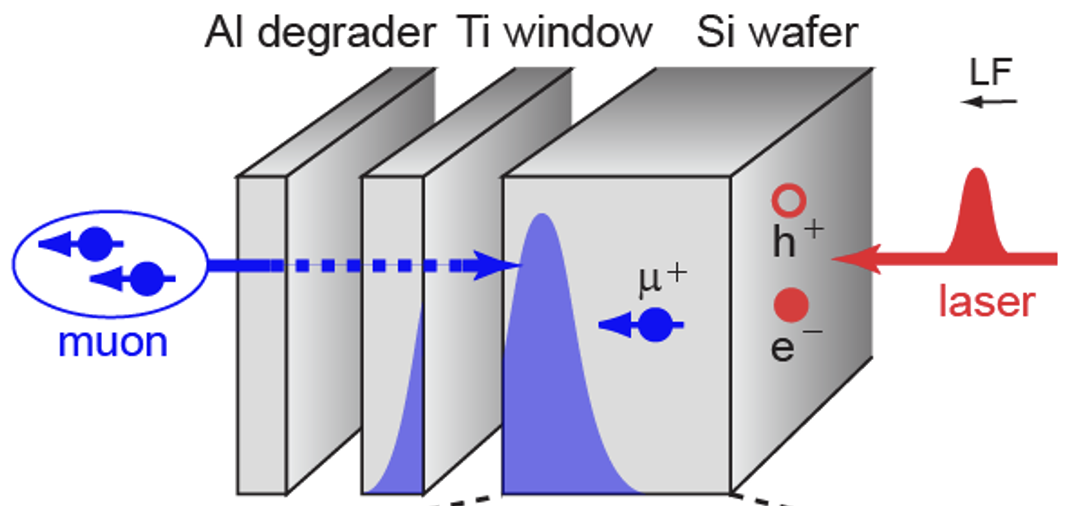 Al degrader Ti window Si wafer
LF
h⁺
μ⁺
e⁻
laser
muon